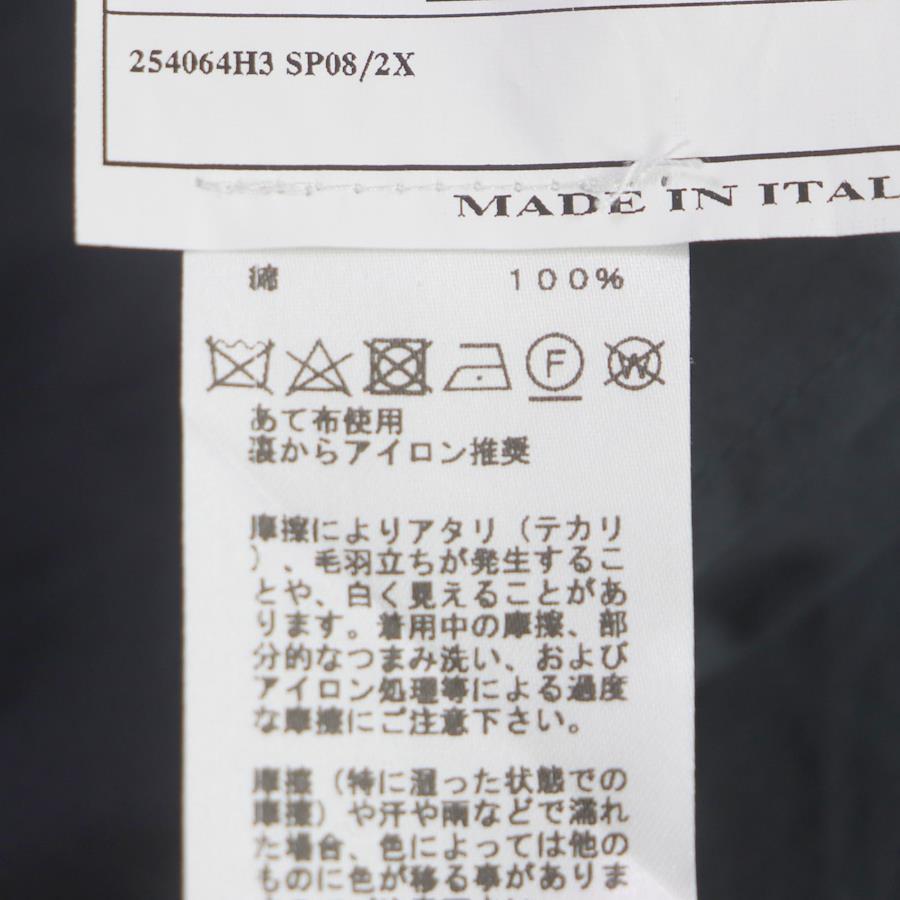 254064H3 SP08/2X
MADE IN ITAL
綿 100%
F
W
あて布使用
裏からアイロン推奨
摩擦によりアタリ（テカリ
）、毛羽立ちが発生するこ
とや、白く見えることがあ
ります。着用中の摩擦、部
分的なつまみ洗い、および
アイロン処理等による過度
な摩擦にご注意下さい。
摩擦（特に湿った状態での
摩擦）や汗や雨などで濡れ
た場合、色によっては他の
ものに色が移る事がありま